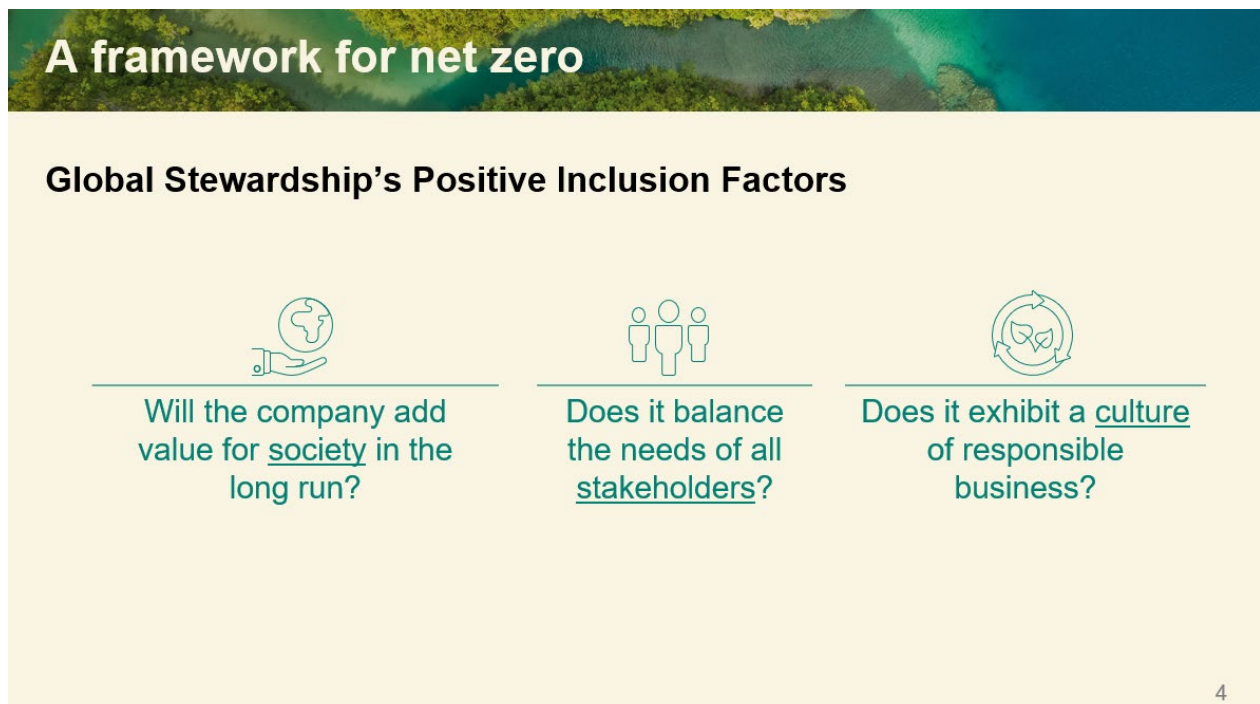 A framework for net zero
Global Stewardship’s Positive Inclusion Factors
Will the company add
value for society in the
long run?
Does it balance
the needs of all
stakeholders?
Does it exhibit a culture
of responsible
business?
4